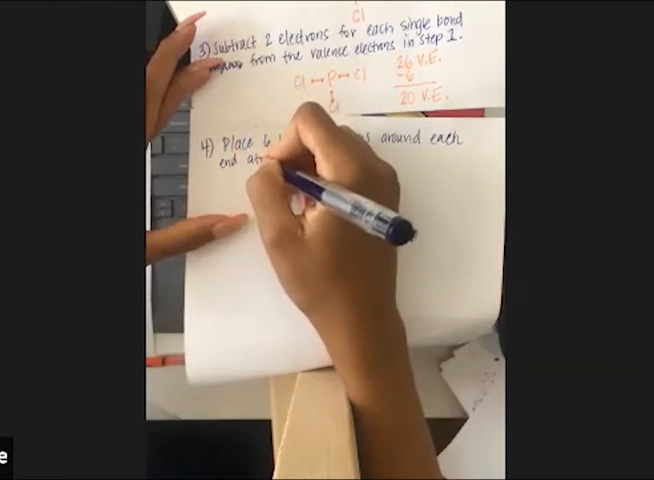 Cl
3) Subtract 2 electrons for each single bond
from the valence electrons in step 1.
Cl — P — Cl
Cl
26 V.E.
-6
20 V.E.
4) Place 6 around each
end
e